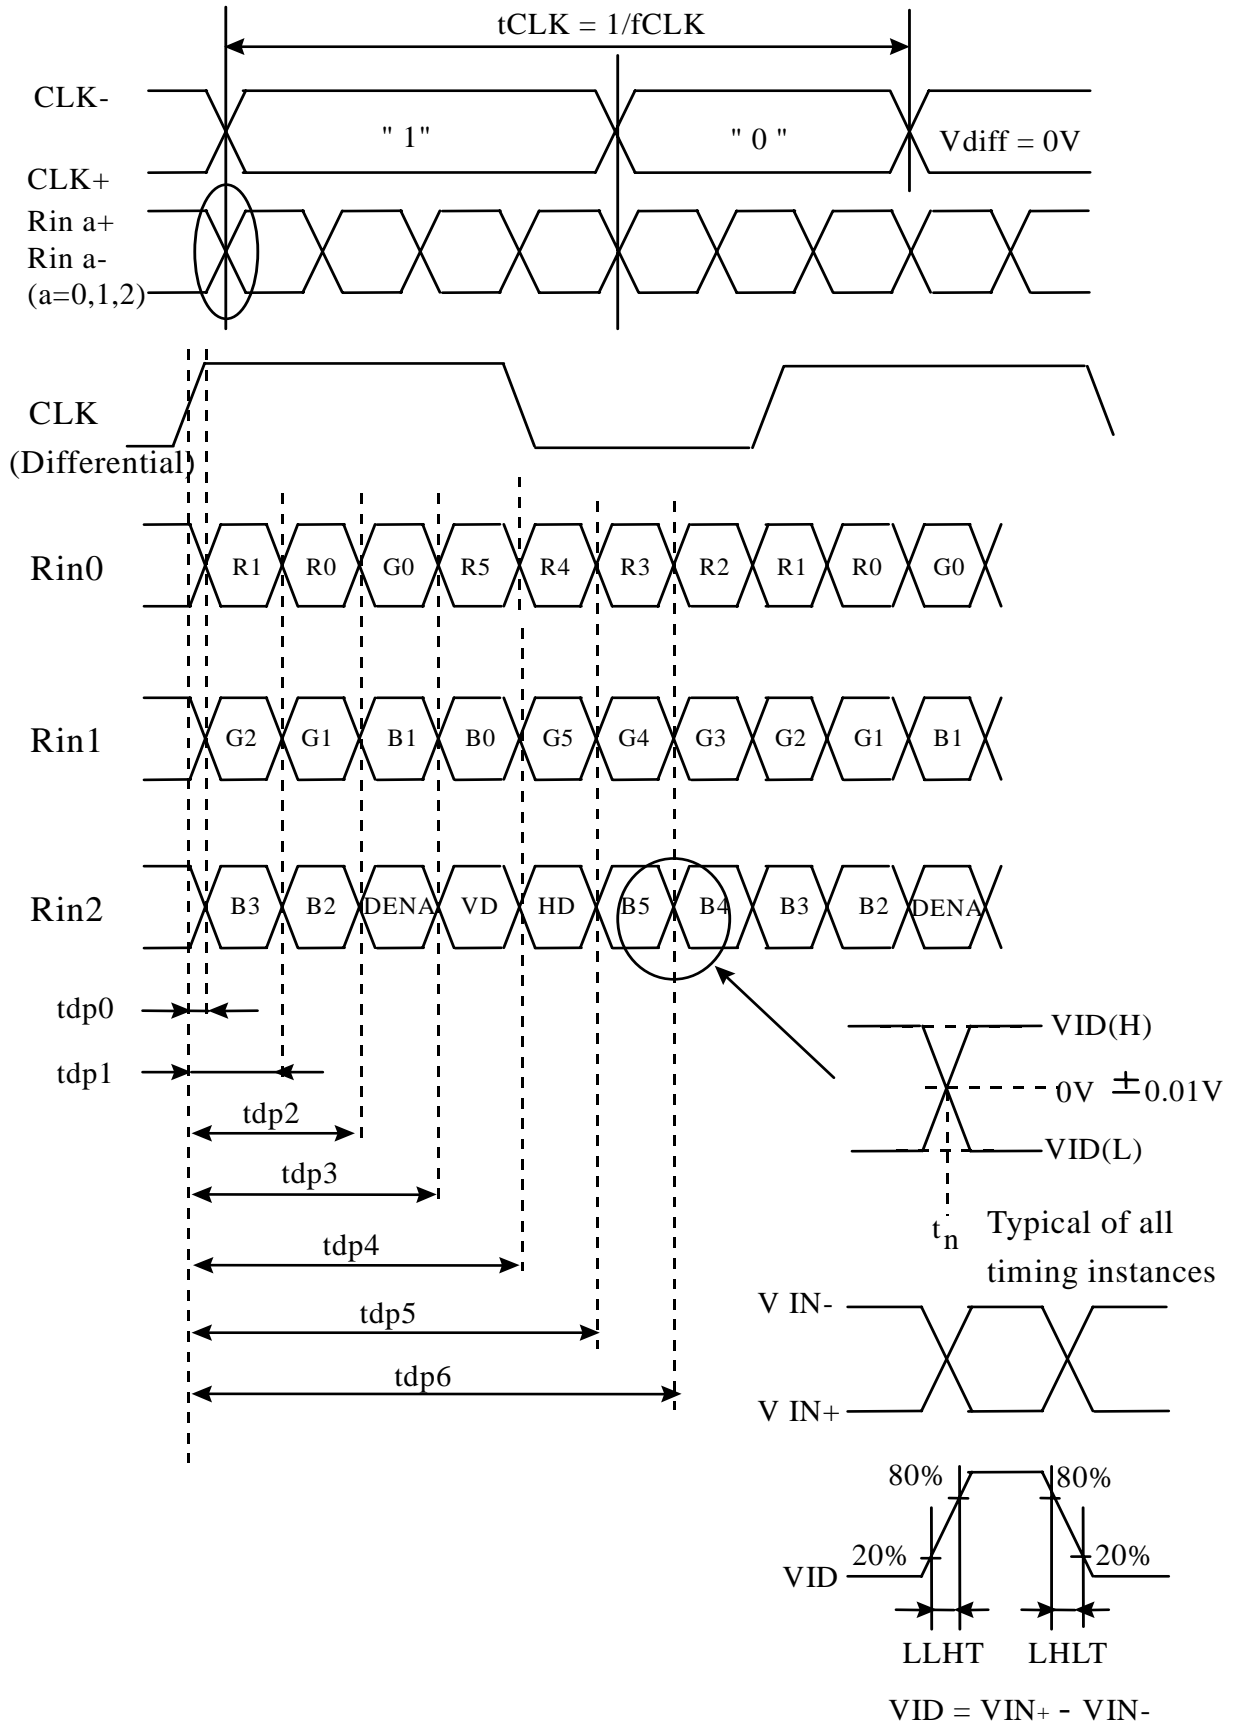 tCLK = 1/fCLK
CLK-
" 1"
" 0 "
Vdiff = 0V
CLK+
Rin a+
Rin a-
(a=0,1,2)
CLK
(Differential)
Rin0
R1 R0 G0 R5 R4 R3 R2 R1 R0 G0
Rin1
G2 G1 B1 B0 G5 G4 G3 G2 G1 B1
Rin2
B3 B2 DENA VD HD B5 B4 B3 B2 DENA
tdp0
VID(H)
tdp1
0V ±0.01V
tdp2
VID(L)
tdp3
tn
Typical of all
timing instances
tdp4
V IN-
tdp5
tdp6
V IN+
80% 80%
20% 20%
VID
LLHT LHLT
VID = VIN+ - VIN-